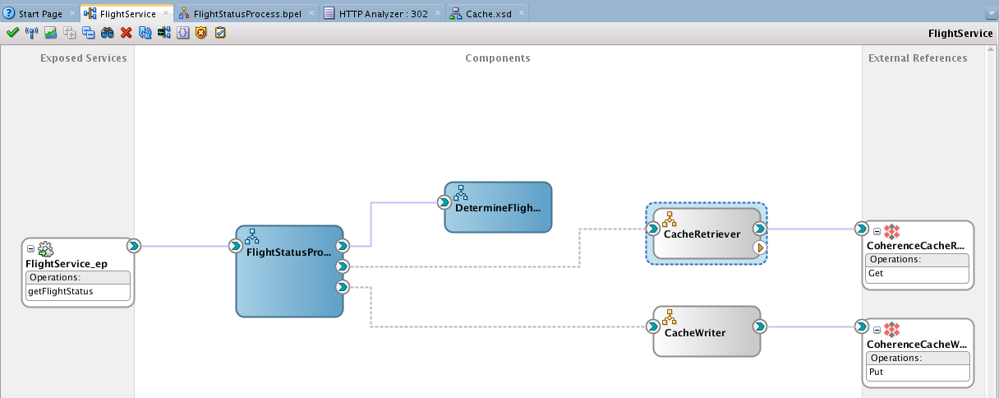 Start Page
FlightService
FlightStatusProcess.bpel
HTTP Analyzer : 302
Cache.xsd
FlightService
Exposed Services
Components
External References
DetermineFligh...
CacheRetriever
FlightStatusPro...
FlightService_ep
Operations:
getFlightStatus
CoherenceCacheR...
Operations:
Get
CacheWriter
CoherenceCacheW...
Operations:
Put